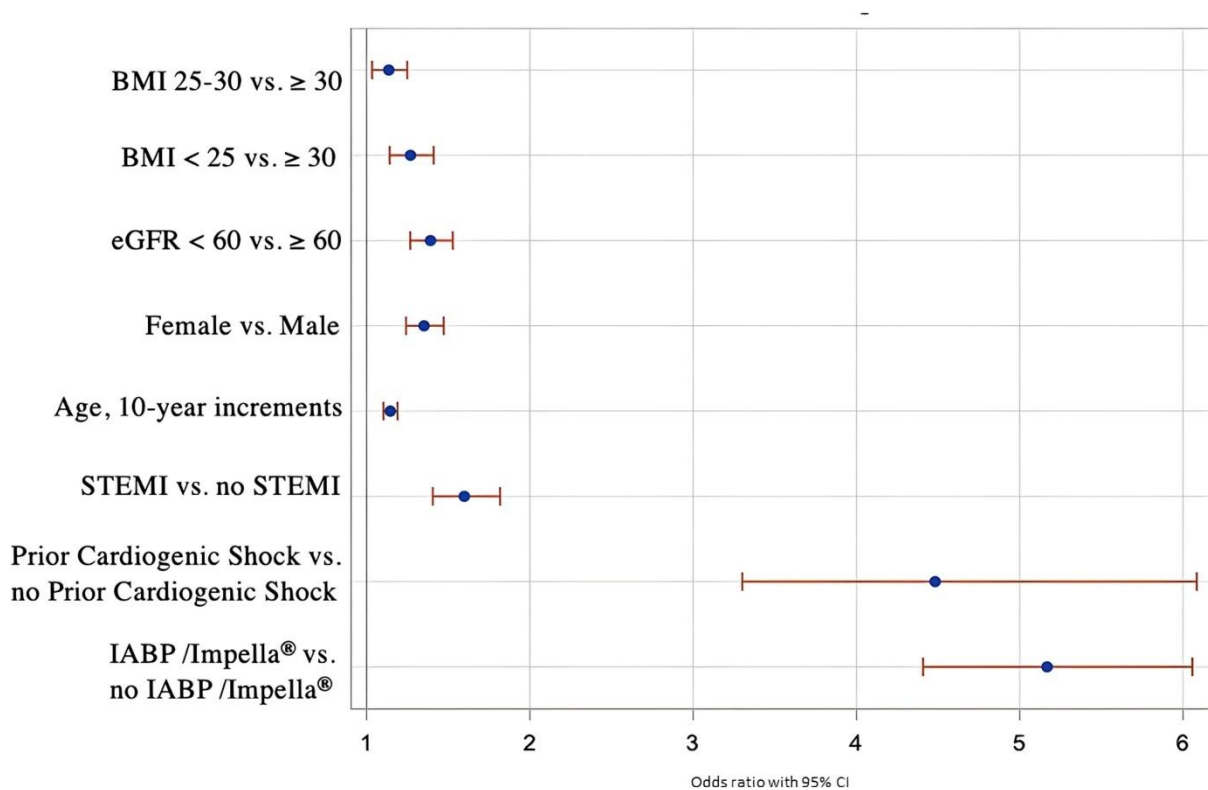 BMI 25-30 vs. ≥ 30
BMI < 25 vs. ≥ 30
eGFR < 60 vs. ≥ 60
Female vs. Male
Age, 10-year increments
STEMI vs. no STEMI
Prior Cardiogenic Shock vs.
no Prior Cardiogenic Shock
IABP /Impella® vs.
no IABP /Impella®
1 2 3 4 5 6
Odds ratio with 95% CI